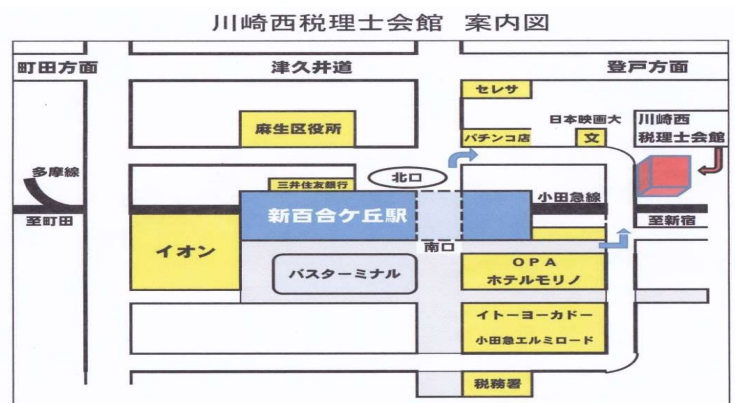 川崎西税理士会館 案内図
町田方面
津久井道
登戸方面
セレサ
麻生区役所
パチンコ店
日本映画大
文
川崎西
税理士会館
多摩線
三井住友銀行
北口
小田急線
至町田
新百合ケ丘駅
至新宿
南口
イオン
バスターミナル
OPA
ホテルモリノ
イトーヨーカドー
小田急エルミロード
税務署